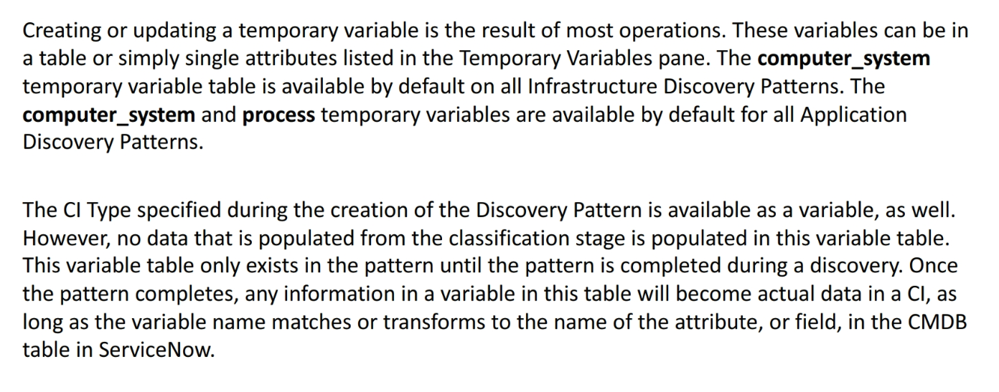 Creating or updating a temporary variable is the result of most operations. These variables can be in
a table or simply single attributes listed in the Temporary Variables pane. The computer_system
temporary variable table is available by default on all Infrastructure Discovery Patterns. The
computer_system and process temporary variables are available by default for all Application
Discovery Patterns.
The CI Type specified during the creation of the Discovery Pattern is available as a variable, as well.
However, no data that is populated from the classification stage is populated in this variable table.
This variable table only exists in the pattern until the pattern is completed during a discovery. Once
the pattern completes, any information in a variable in this table will become actual data in a CI, as
long as the variable name matches or transforms to the name of the attribute, or field, in the CMDB
table in ServiceNow.